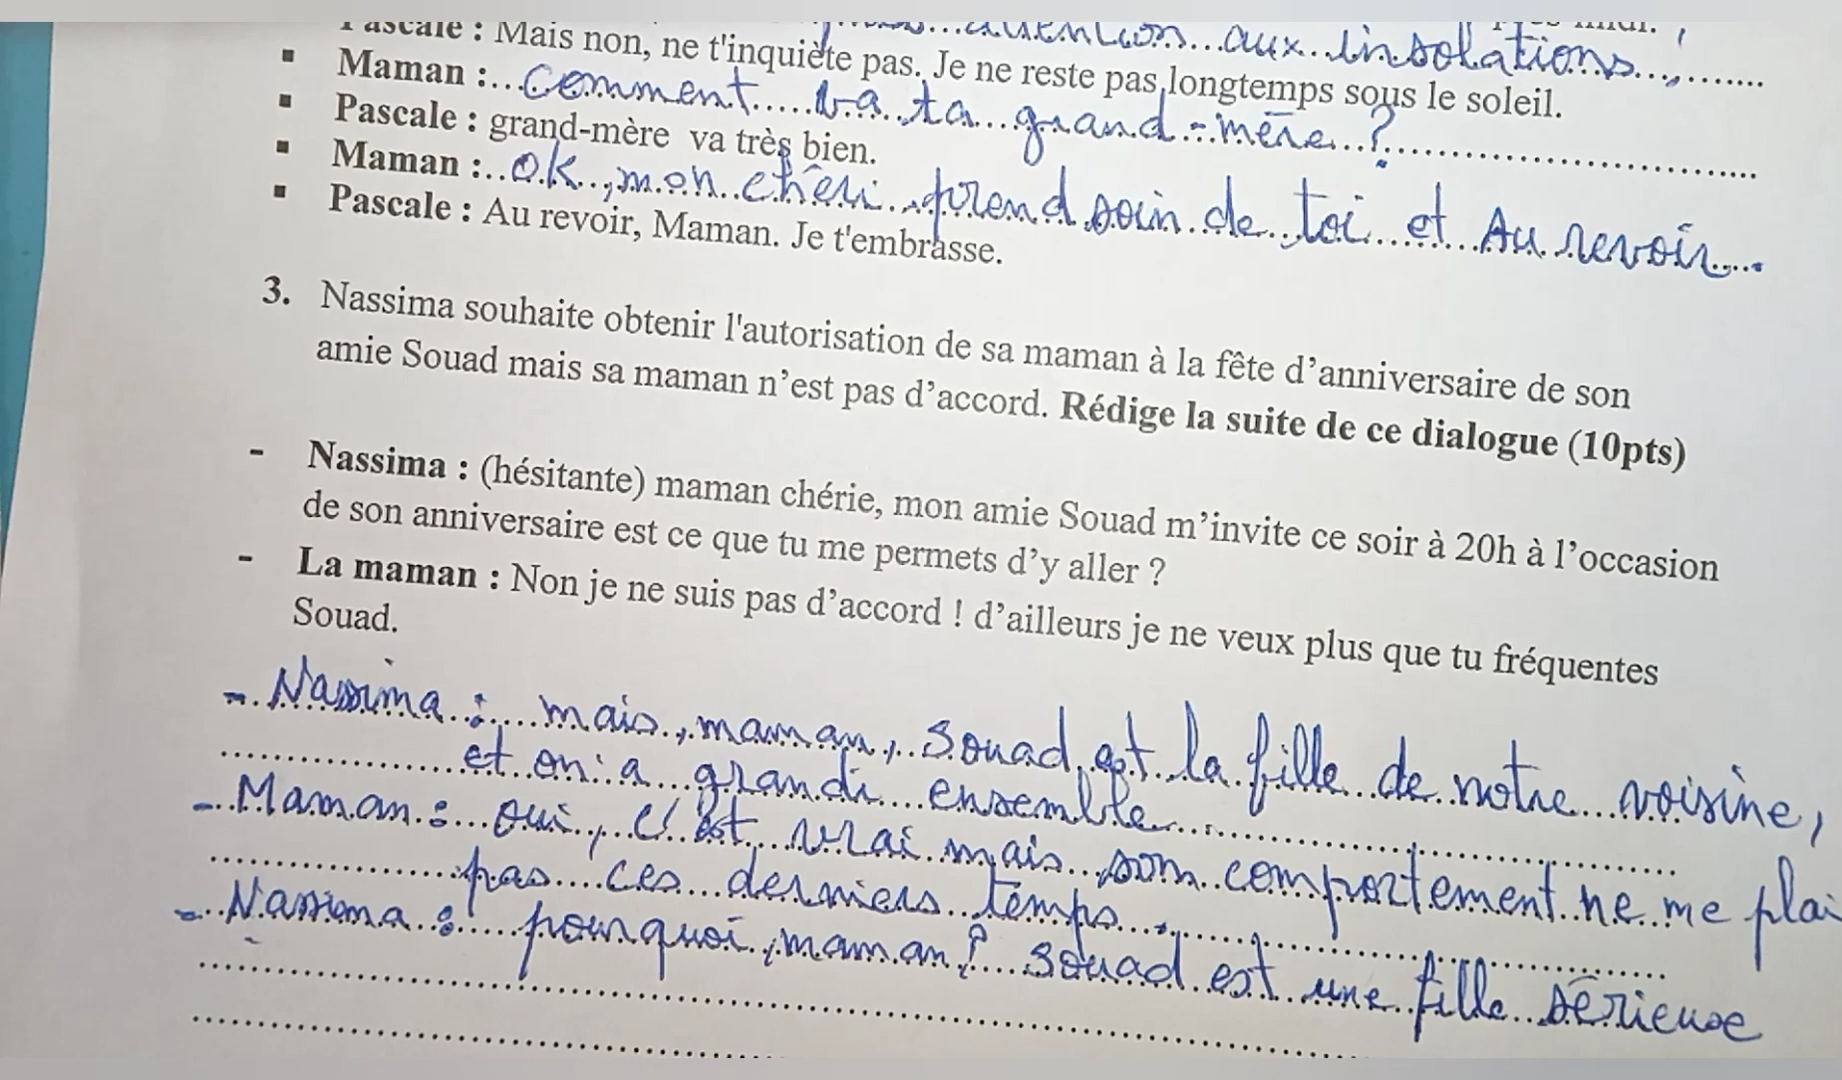 attention aux insolations
Pascale : Mais non, ne t'inquiète pas. Je ne reste pas longtemps sous le soleil.
▪ Maman : Comment va ta grand-mère ?
▪ Pascale : grand-mère va très bien.
▪ Maman : OK, mon chéri prend soin de toi et Au revoir
▪ Pascale : Au revoir, Maman. Je t'embrasse.
3. Nassima souhaite obtenir l'autorisation de sa maman à la fête d’anniversaire de son
amie Souad mais sa maman n’est pas d’accord. Rédige la suite de ce dialogue (10pts)
- Nassima : (hésitante) maman chérie, mon amie Souad m’invite ce soir à 20h à l’occasion
de son anniversaire est ce que tu me permets d’y aller ?
- La maman : Non je ne suis pas d’accord ! d’ailleurs je ne veux plus que tu fréquentes
Souad.
- Nassima : mais, maman, Souad est la fille de notre voisine,
et on a grandi ensemble
- Maman : oui, c'est vrai mais son comportement ne me plai
pas ces derniers temps.
- Nassima : pourquoi, maman ? Souad est une fille sérieuse